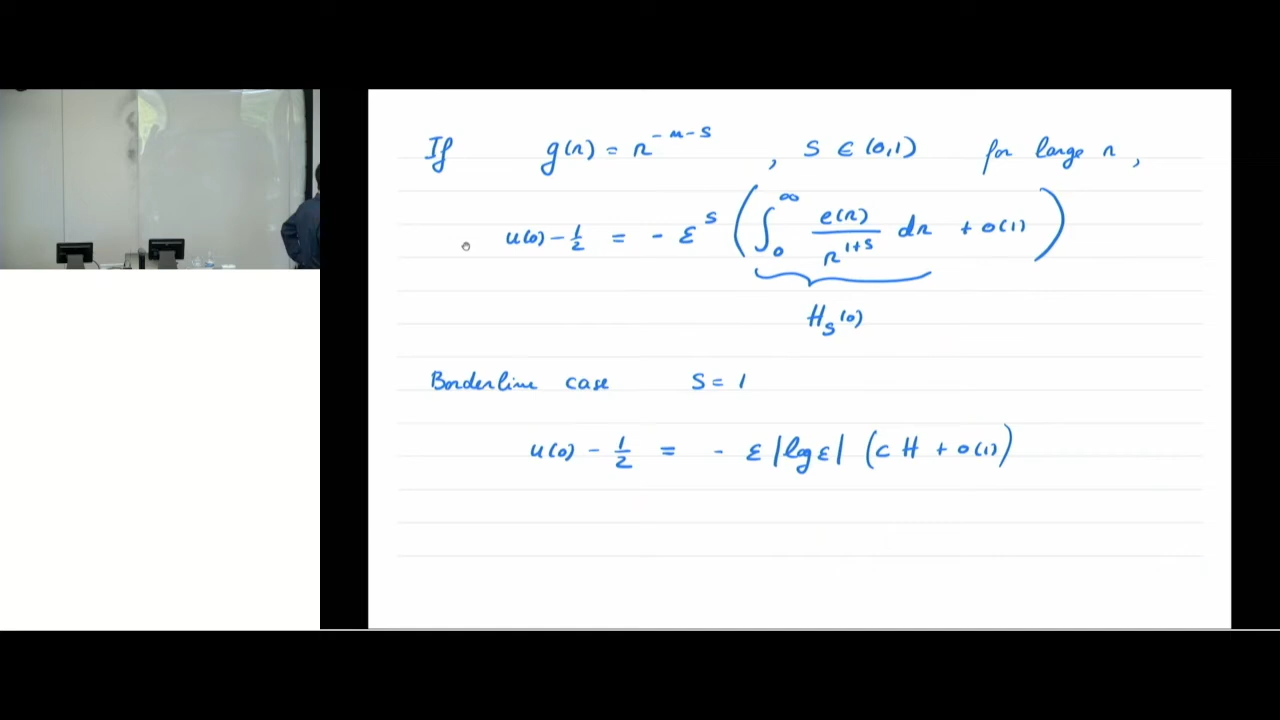 If g(r) = r^{-n-s} , s ∈ (0,1) for large r ,
u(0) - 1/2 = - ε^s ( ∫_0^∞ e(r)/r^{1+s} dr + o(1) )
H_s(0)
Borderline case s = 1
u(0) - 1/2 = - ε |log ε| (c H + o(1))